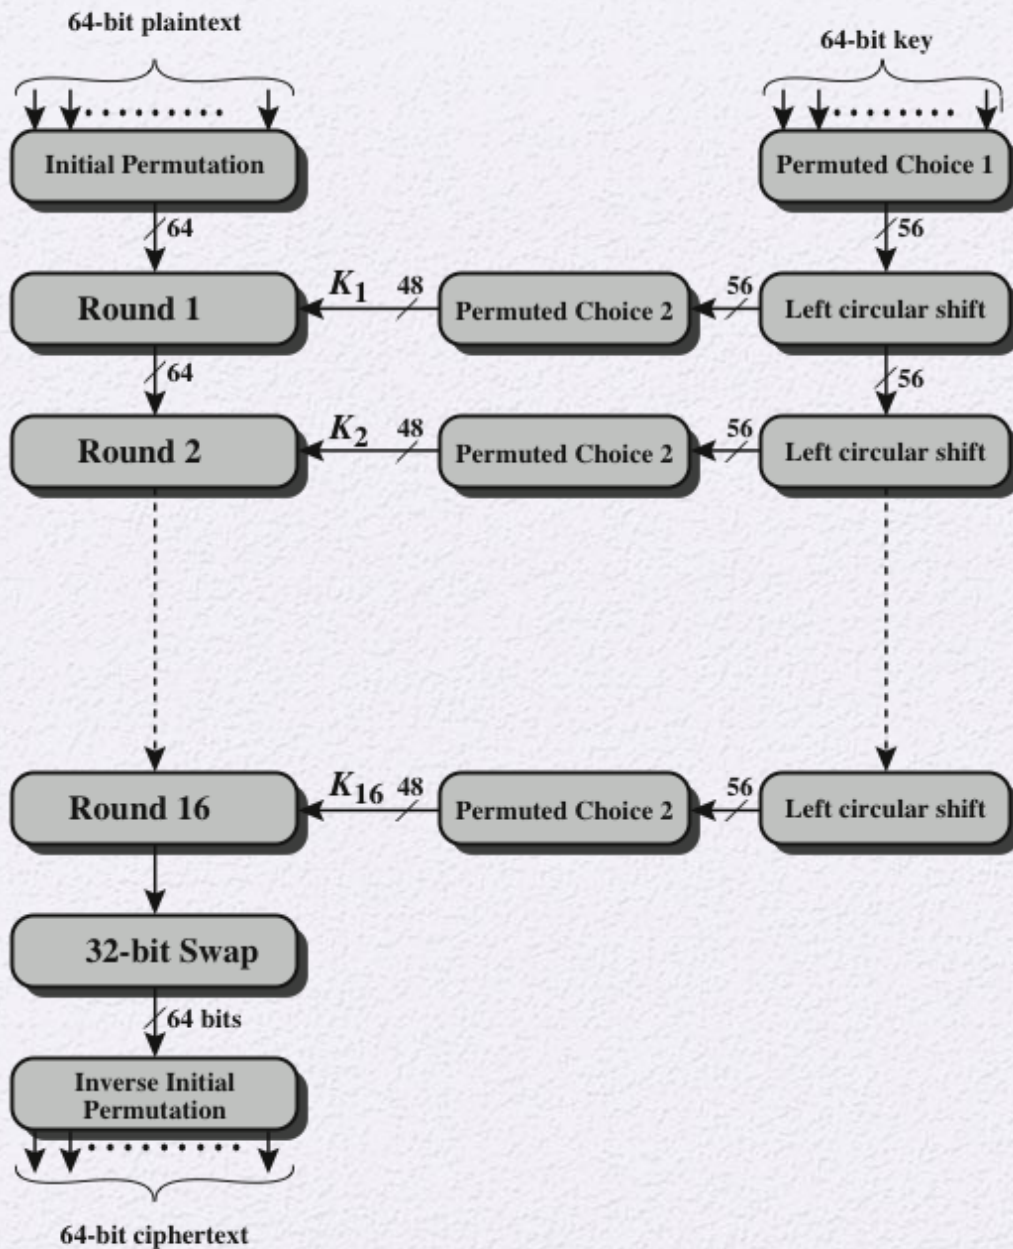 64-bit plaintext
64-bit key
Initial Permutation
Permuted Choice 1
64
56
Round 1
K1
48
Permuted Choice 2
56
Left circular shift
64
56
Round 2
K2
48
Permuted Choice 2
56
Left circular shift
Round 16
K16
48
Permuted Choice 2
56
Left circular shift
32-bit Swap
64 bits
Inverse Initial
Permutation
64-bit ciphertext